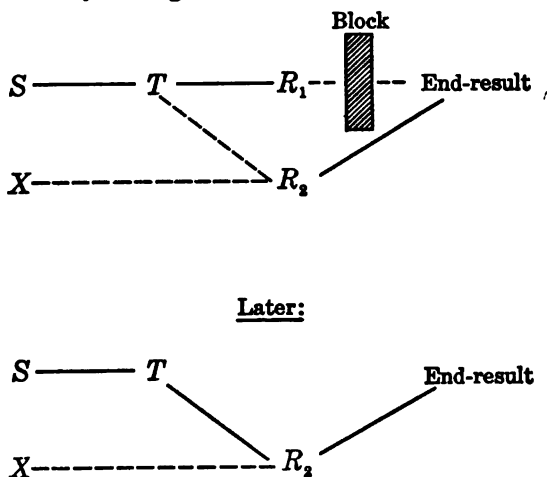 Block
S T R₁ End-result
X R₂
Later:
S T End-result
X R₂